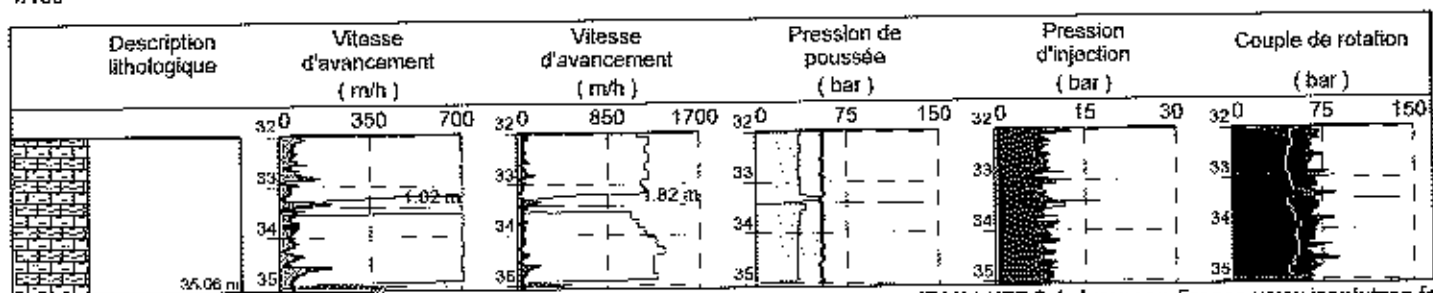 Description lithologique
Vitesse d'avancement ( m/h )
Vitesse d'avancement ( m/h )
Pression de poussée ( bar )
Pression d'injection ( bar )
Couple de rotation ( bar )
32 0 350 700
32 0 850 1700
32 0 75 150
32 0 15 30
32 0 75 150
33 33 33 33 33
1.02 m
1.82 m
34 34 34 34 34
35 35 35 35 35
35.06 m